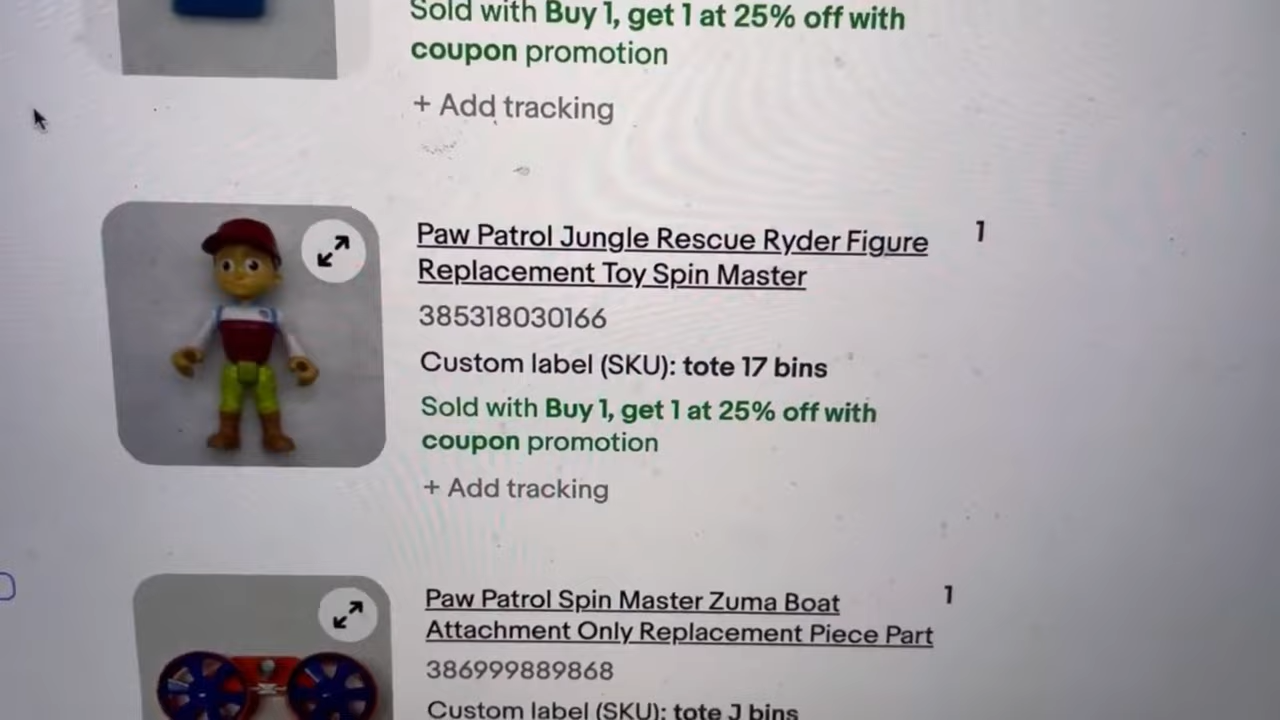 Sold with Buy 1, get 1 at 25% off with
coupon promotion
+ Add tracking
Paw Patrol Jungle Rescue Ryder Figure
Replacement Toy Spin Master
1
385318030166
Custom label (SKU): tote 17 bins
Sold with Buy 1, get 1 at 25% off with
coupon promotion
+ Add tracking
Paw Patrol Spin Master Zuma Boat
Attachment Only Replacement Piece Part
1
386999889868
Custom label (SKU): tote J bins